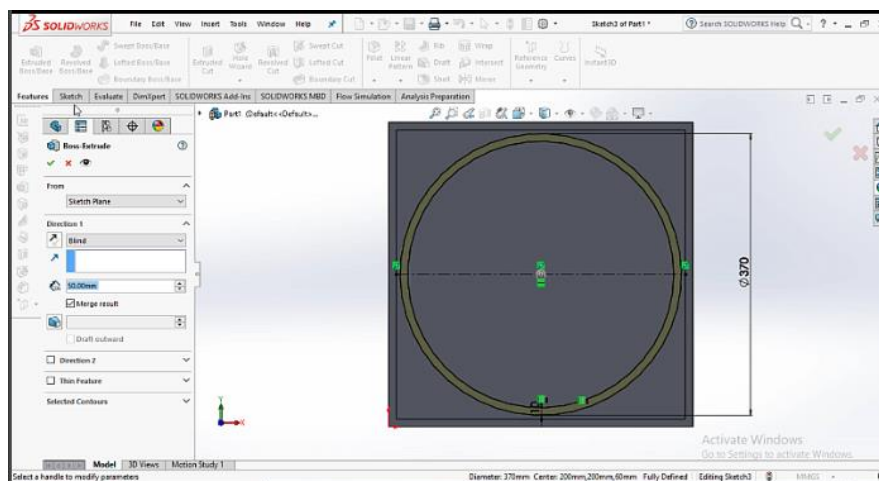 SOLIDWORKS File Edit View Insert Tools Window Help Sketch3 of Part1 * Search SOLIDWORKS Help
Extruded Boss/Base Revolved Boss/Base Swept Boss/Base Lofted Boss/Base Boundary Boss/Base Extruded Cut Hole Wizard Revolved Cut Swept Cut Lofted Cut Boundary Cut Fillet Linear Pattern Rib Draft Shell Wrap Intersect Mirror Reference Geometry Curves Instant3D
Features Sketch Evaluate DimXpert SOLIDWORKS Add-Ins SOLIDWORKS MBD Flow Simulation Analysis Preparation
Part1 (Default<<Default>...
Boss-Extrude
From
Sketch Plane
Direction 1
Blind
50.00mm
Merge result
Draft outward
Direction 2
Thin Feature
Selected Contours
Ø370
10
Y
X
Activate Windows
Go to Settings to activate Windows.
Model 3D Views Motion Study 1
Select a handle to modify parameters Diameter: 370mm Center: 200mm,200mm,60mm Fully Defined Editing Sketch3 MMGS